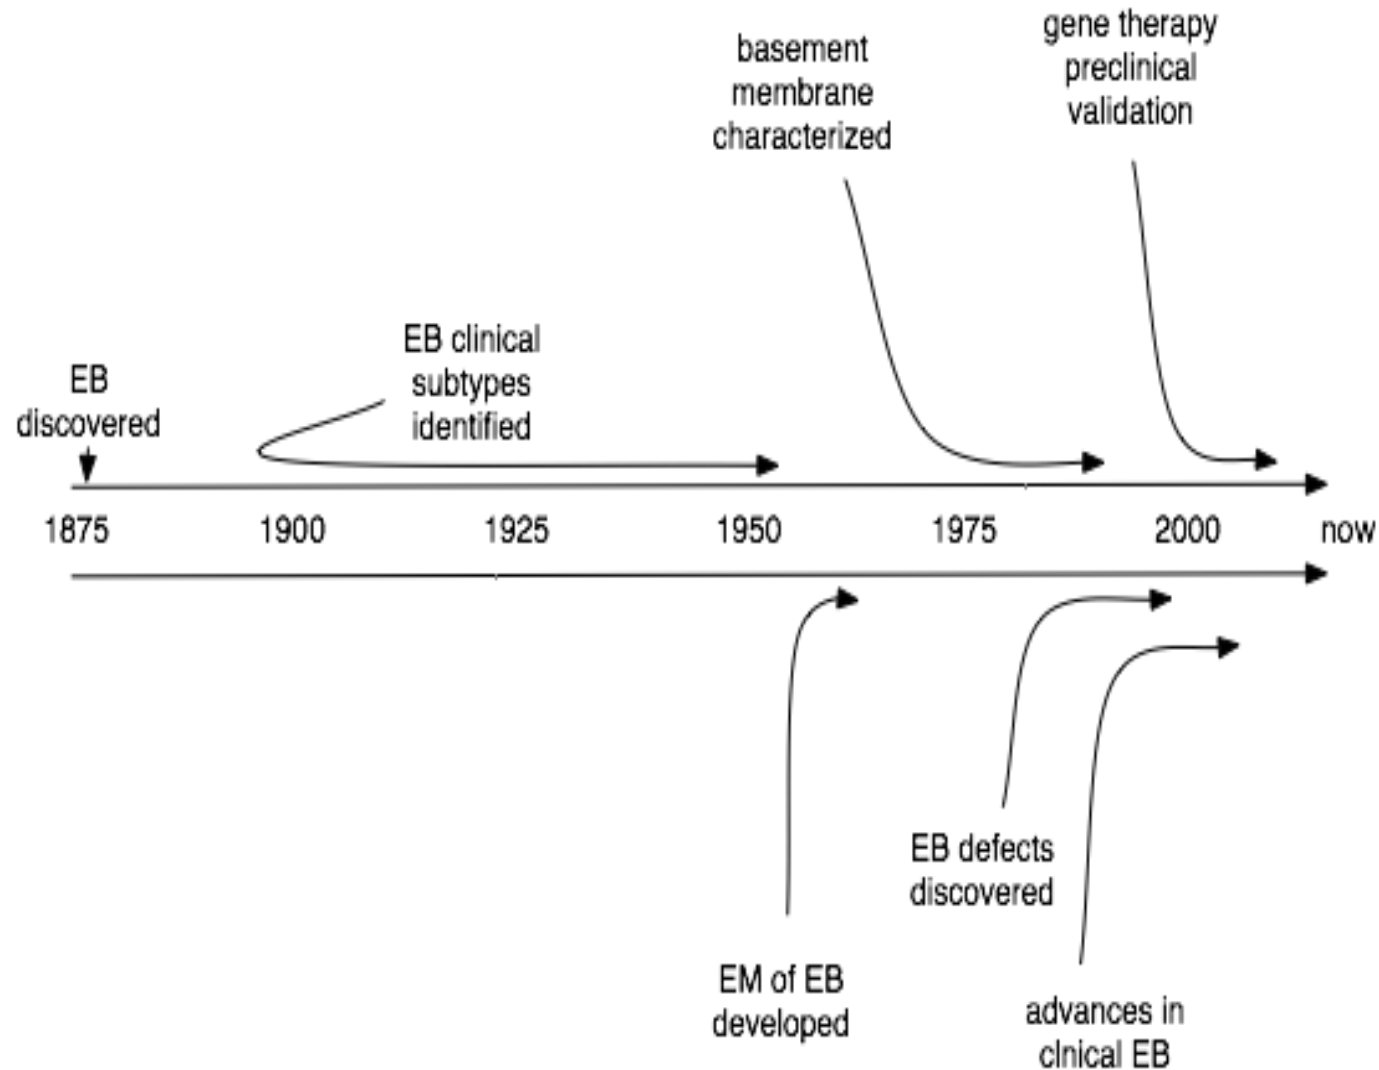 gene therapy
preclinical
validation
basement
membrane
characterized
EB clinical
subtypes
identified
EB
discovered
1875 1900 1925 1950 1975 2000 now
EB defects
discovered
EM of EB
developed
advances in
clnical EB